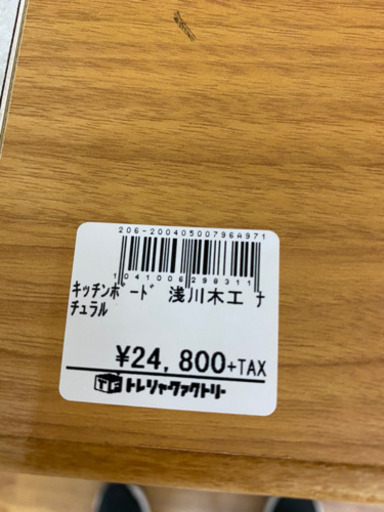 206-20040500796A971
1041006298311
キッチンボード 浅川木工 ナ
チュラル
¥24,800+TAX
TF トレジャーファクトリー